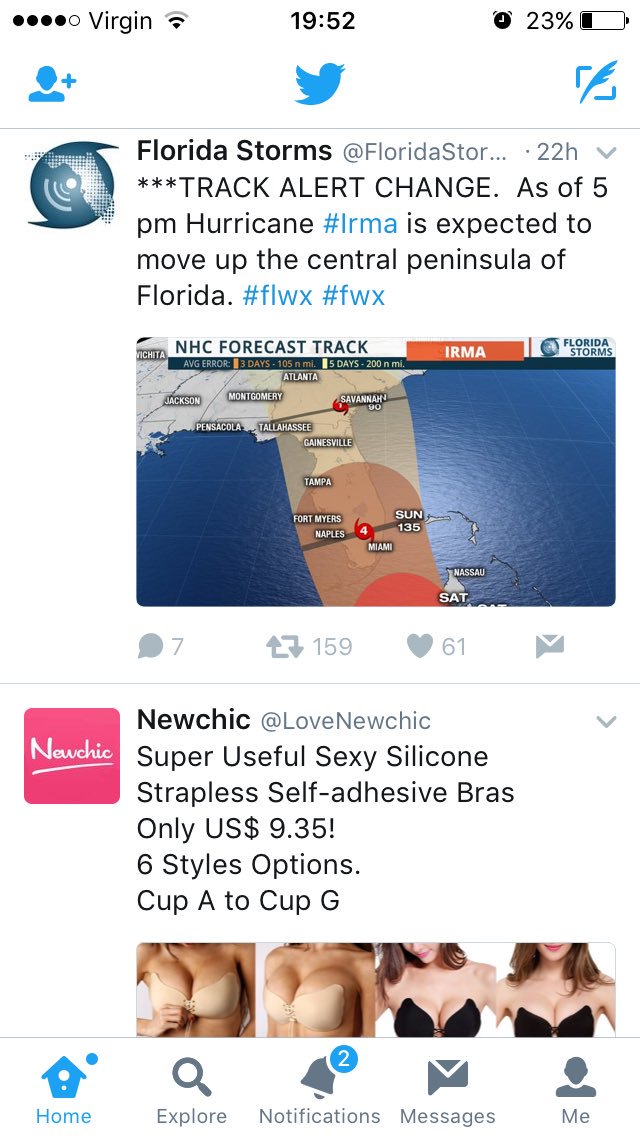 Virgin 19:52 23%
Florida Storms @FloridaStor... · 22h
***TRACK ALERT CHANGE. As of 5
pm Hurricane #Irma is expected to
move up the central peninsula of
Florida. #flwx #fwx
NHC FORECAST TRACK IRMA FLORIDA STORMS
AVG ERROR: 3 DAYS - 105 n mi. 5 DAYS - 200 n mi.
WICHITA
ATLANTA
JACKSON MONTGOMERY SAVANNAH
1 90
PENSACOLA TALLAHASSEE
GAINESVILLE
TAMPA
FORT MYERS SUN
NAPLES 4 135
MIAMI
NASSAU
SAT
7 159 61
Newchic @LoveNewchic
Newchic
Super Useful Sexy Silicone
Strapless Self-adhesive Bras
Only US$ 9.35!
6 Styles Options.
Cup A to Cup G
2
Home Explore Notifications Messages Me